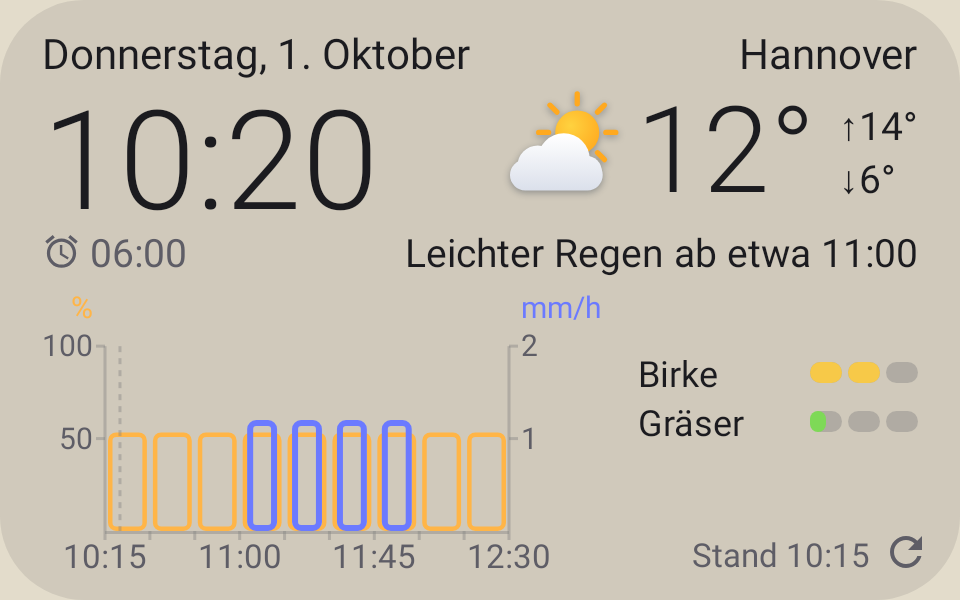 Donnerstag, 1. Oktober
Hannover
10:20
12°
↑14°
↓6°
06:00
Leichter Regen ab etwa 11:00
%
mm/h
100
2
50
1
Birke
Gräser
10:15
11:00
11:45
12:30
Stand 10:15